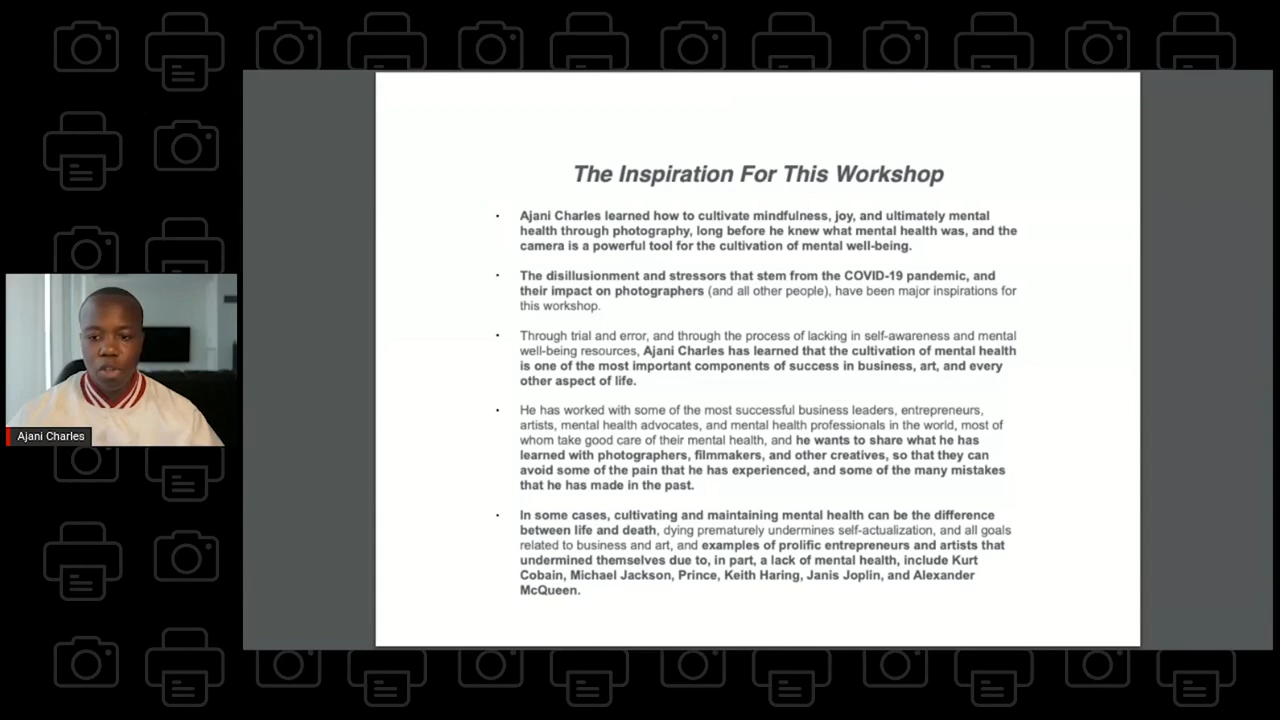 The Inspiration For This Workshop
· Ajani Charles learned how to cultivate mindfulness, joy, and ultimately mental
health through photography, long before he knew what mental health was, and the
camera is a powerful tool for the cultivation of mental well-being.
· The disillusionment and stressors that stem from the COVID-19 pandemic, and
their impact on photographers (and all other people), have been major inspirations for
this workshop.
· Through trial and error, and through the process of lacking in self-awareness and mental
well-being resources, Ajani Charles has learned that the cultivation of mental health
is one of the most important components of success in business, art, and every
other aspect of life.
· He has worked with some of the most successful business leaders, entrepreneurs,
artists, mental health advocates, and mental health professionals in the world, most of
whom take good care of their mental health, and he wants to share what he has
learned with photographers, filmmakers, and other creatives, so that they can
avoid some of the pain that he has experienced, and some of the many mistakes
that he has made in the past.
· In some cases, cultivating and maintaining mental health can be the difference
between life and death, dying prematurely undermines self-actualization, and all goals
related to business and art, and examples of prolific entrepreneurs and artists that
undermined themselves due to, in part, a lack of mental health, include Kurt
Cobain, Michael Jackson, Prince, Keith Haring, Janis Joplin, and Alexander
McQueen.
Ajani Charles